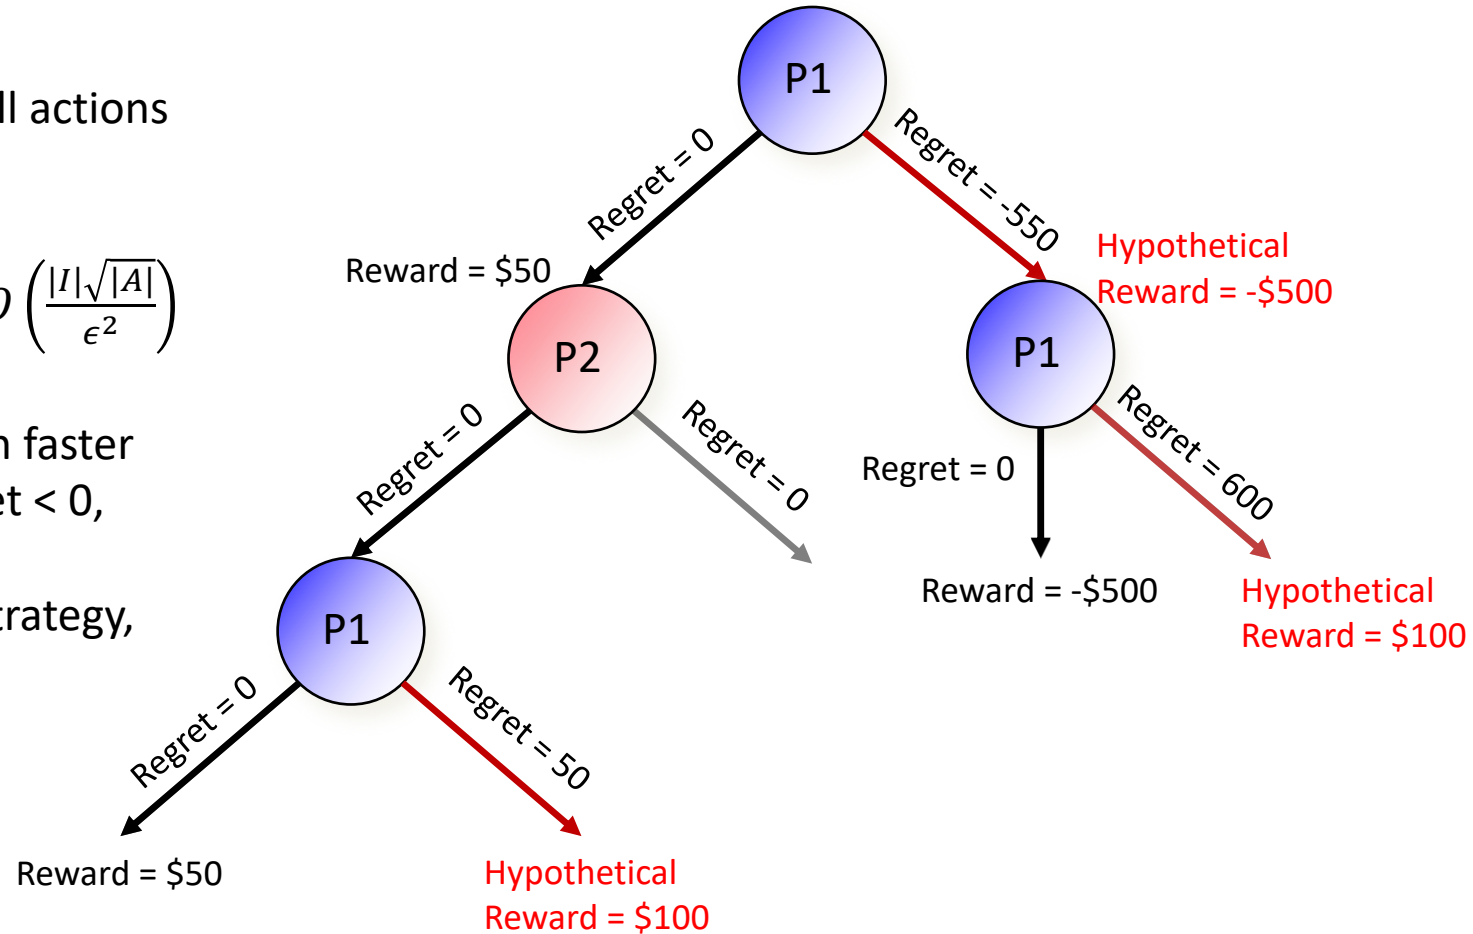 ll actions
|I|√|A|
ϵ²
n faster
et < 0,
trategy,
P1
Regret = 0
Regret = -550
Reward = $50
Hypothetical
Reward = -$500
P2
P1
Regret = 0
Regret = 0
Regret = 0
Regret = 600
Reward = -$500
Hypothetical
Reward = $100
P1
Regret = 0
Regret = 50
Reward = $50
Hypothetical
Reward = $100